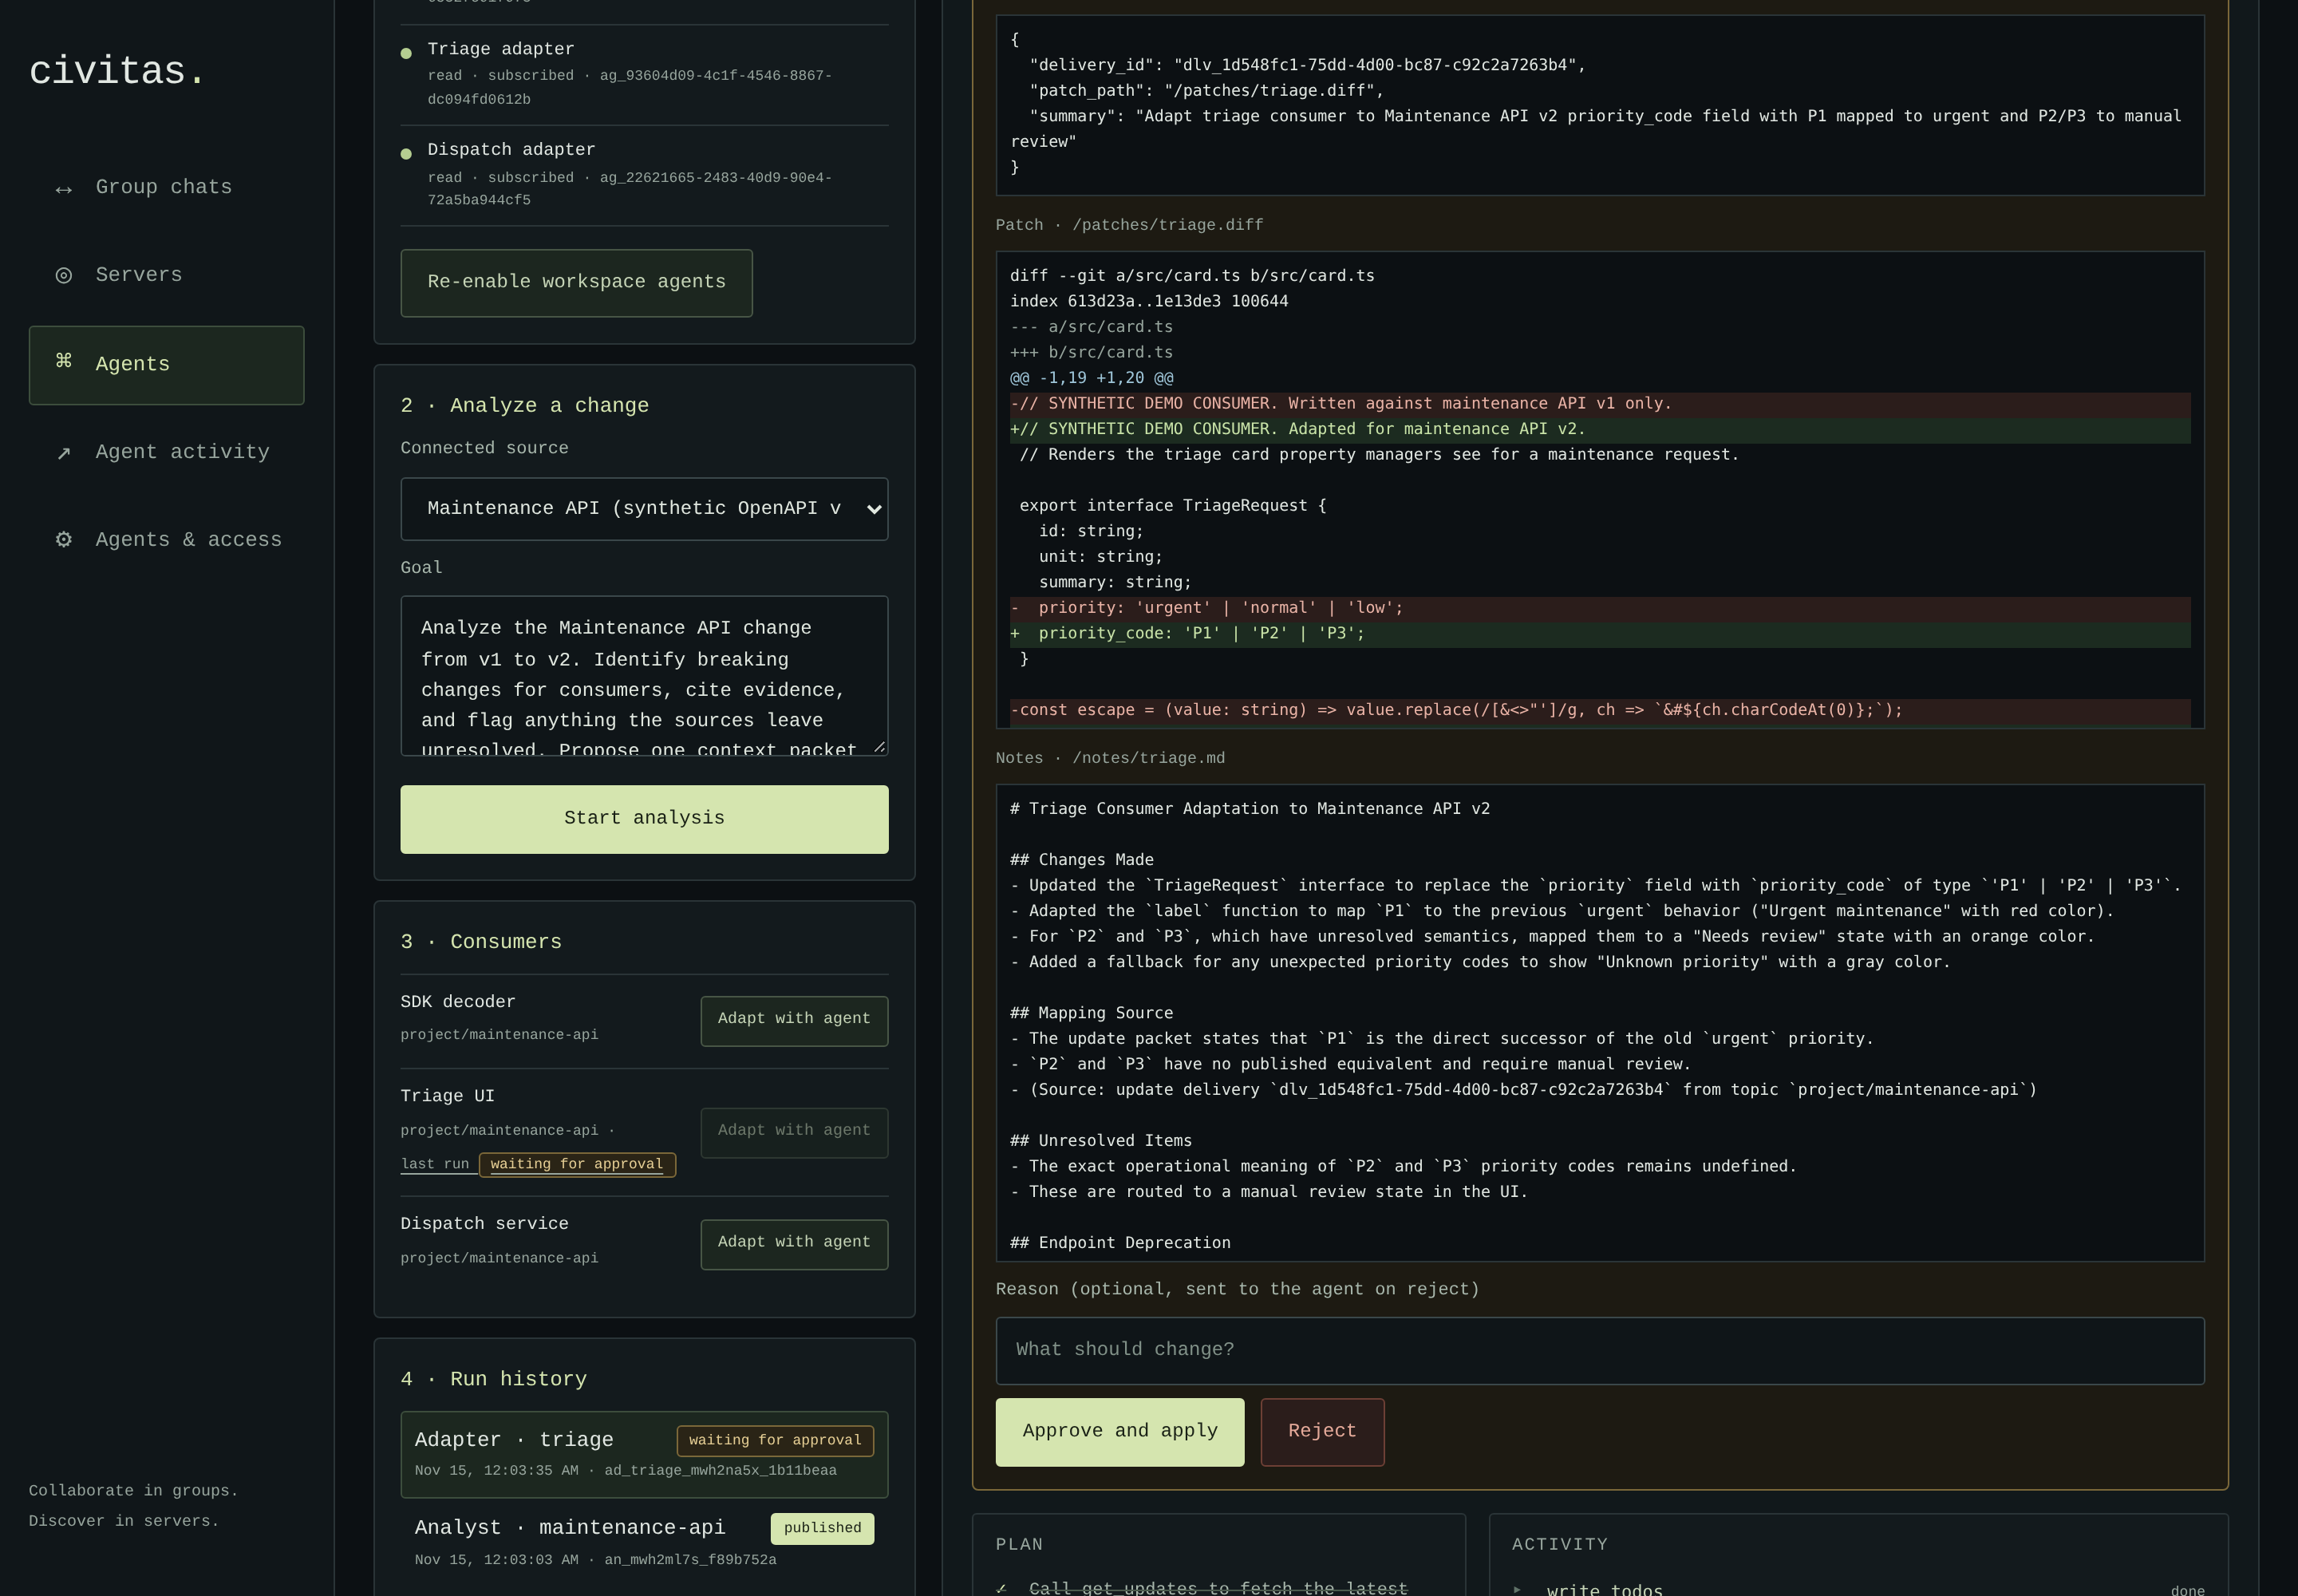 civitas.
↔ Group chats
◎ Servers
⌘ Agents
↗ Agent activity
⚙ Agents & access
Collaborate in groups.
Discover in servers.
Triage adapter
read · subscribed · ag_93604d09-4c1f-4546-8867-
dc094fd0612b
Dispatch adapter
read · subscribed · ag_22621665-2483-40d9-90e4-
72a5ba944cf5
Re-enable workspace agents
2 · Analyze a change
Connected source
Maintenance API (synthetic OpenAPI v
Goal
Analyze the Maintenance API change
from v1 to v2. Identify breaking
changes for consumers, cite evidence,
and flag anything the sources leave
unresolved. Propose one context packet
Start analysis
3 · Consumers
SDK decoder
project/maintenance-api
Adapt with agent
Triage UI
project/maintenance-api ·
last run waiting for approval
Adapt with agent
Dispatch service
project/maintenance-api
Adapt with agent
4 · Run history
Adapter · triage waiting for approval
Nov 15, 12:03:35 AM · ad_triage_mwh2na5x_1b11beaa
Analyst · maintenance-api published
Nov 15, 12:03:03 AM · an_mwh2ml7s_f89b752a
{
  "delivery_id": "dlv_1d548fc1-75dd-4d00-bc87-c92c2a7263b4",
  "patch_path": "/patches/triage.diff",
  "summary": "Adapt triage consumer to Maintenance API v2 priority_code field with P1 mapped to urgent and P2/P3 to manual
review"
}
Patch · /patches/triage.diff
diff --git a/src/card.ts b/src/card.ts
index 613d23a..1e13de3 100644
--- a/src/card.ts
+++ b/src/card.ts
@@ -1,19 +1,20 @@
-// SYNTHETIC DEMO CONSUMER. Written against maintenance API v1 only.
+// SYNTHETIC DEMO CONSUMER. Adapted for maintenance API v2.
 // Renders the triage card property managers see for a maintenance request.
 export interface TriageRequest {
   id: string;
   unit: string;
   summary: string;
-  priority: 'urgent' | 'normal' | 'low';
+  priority_code: 'P1' | 'P2' | 'P3';
 }
-const escape = (value: string) => value.replace(/[&<>"']/g, ch => `&#${ch.charCodeAt(0)};`);
Notes · /notes/triage.md
# Triage Consumer Adaptation to Maintenance API v2
## Changes Made
- Updated the `TriageRequest` interface to replace the `priority` field with `priority_code` of type `'P1' | 'P2' | 'P3'`.
- Adapted the `label` function to map `P1` to the previous `urgent` behavior ("Urgent maintenance" with red color).
- For `P2` and `P3`, which have unresolved semantics, mapped them to a "Needs review" state with an orange color.
- Added a fallback for any unexpected priority codes to show "Unknown priority" with a gray color.
## Mapping Source
- The update packet states that `P1` is the direct successor of the old `urgent` priority.
- `P2` and `P3` have no published equivalent and require manual review.
- (Source: update delivery `dlv_1d548fc1-75dd-4d00-bc87-c92c2a7263b4` from topic `project/maintenance-api`)
## Unresolved Items
- The exact operational meaning of `P2` and `P3` priority codes remains undefined.
- These are routed to a manual review state in the UI.
## Endpoint Deprecation
Reason (optional, sent to the agent on reject)
What should change?
Approve and apply
Reject
PLAN
✓ Call get_updates to fetch the latest
ACTIVITY
▸ write_todos done